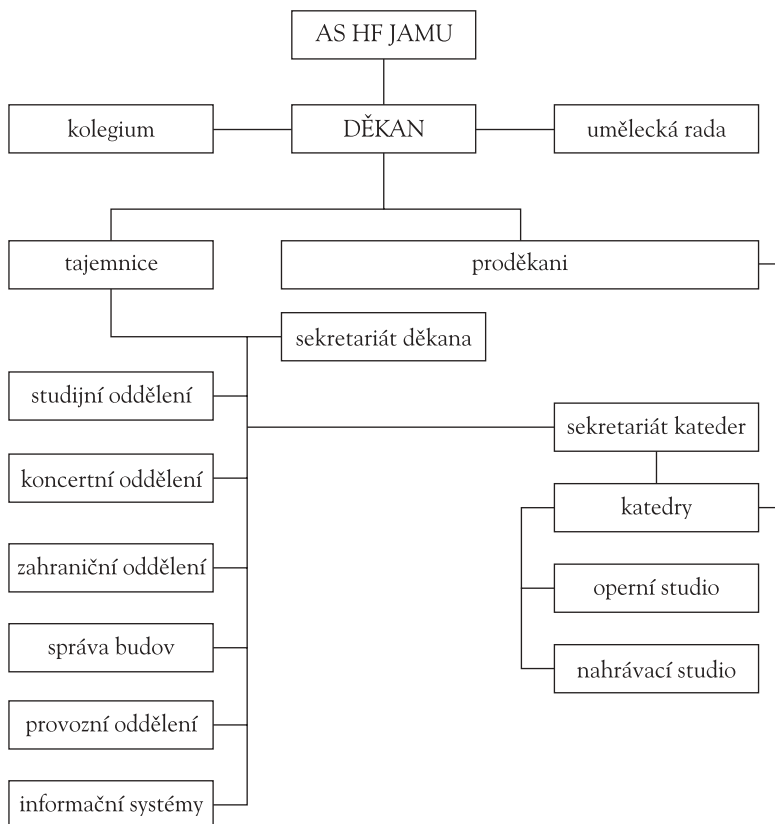 AS HF JAMU
kolegium
DĚKAN
umělecká rada
tajemnice
proděkani
sekretariát děkana
studijní oddělení
sekretariát kateder
koncertní oddělení
katedry
zahraniční oddělení
operní studio
správa budov
nahrávací studio
provozní oddělení
informační systémy